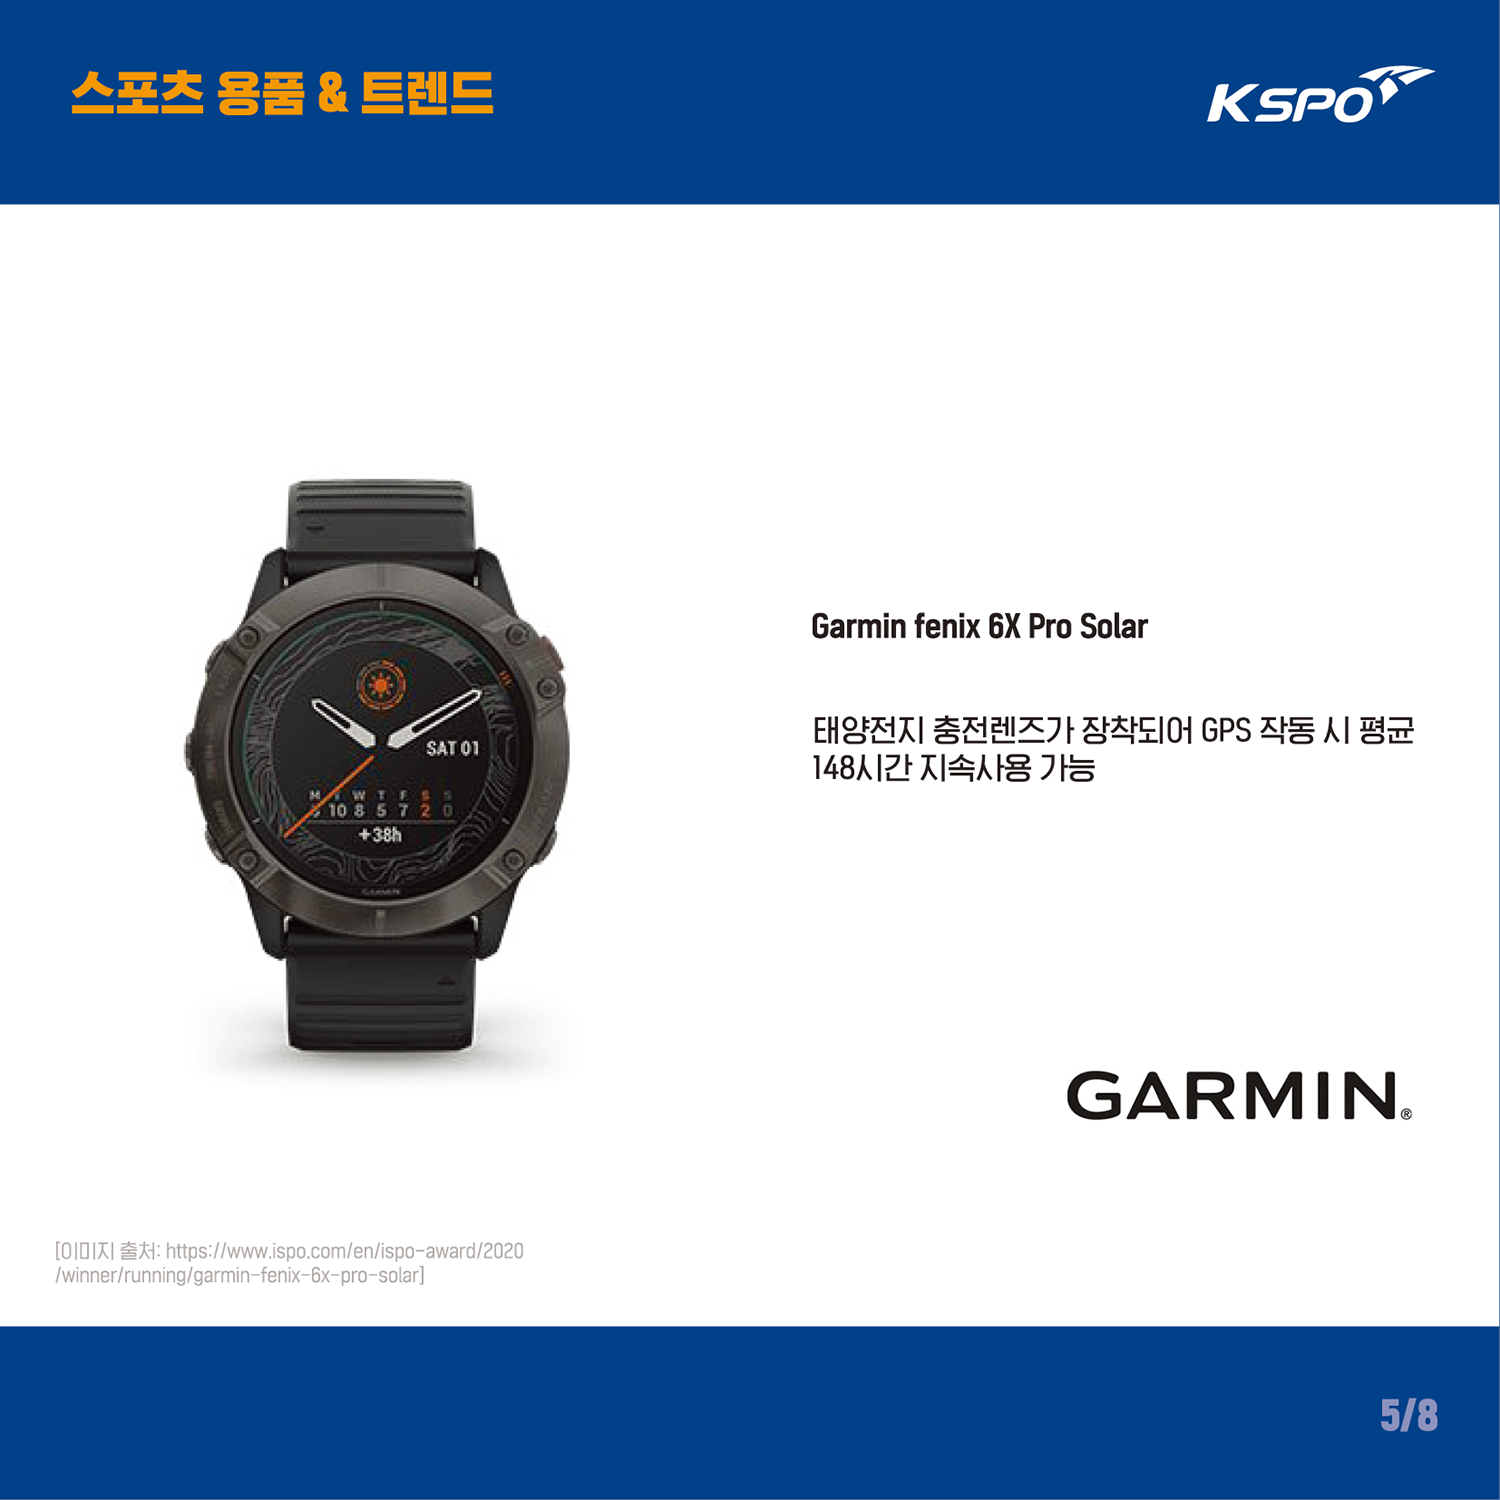 스포츠 용품 & 트렌드
KSPO
Garmin fenix 6X Pro Solar
태양전지 충전렌즈가 장착되어 GPS 작동 시 평균
148시간 지속사용 가능
SAT 01
M T W T F S S
10 8 5 7 2 0
+38h
GARMIN
GARMIN®
[이미지 출처: https://www.ispo.com/en/ispo-award/2020
/winner/running/garmin-fenix-6x-pro-solar]
5/8